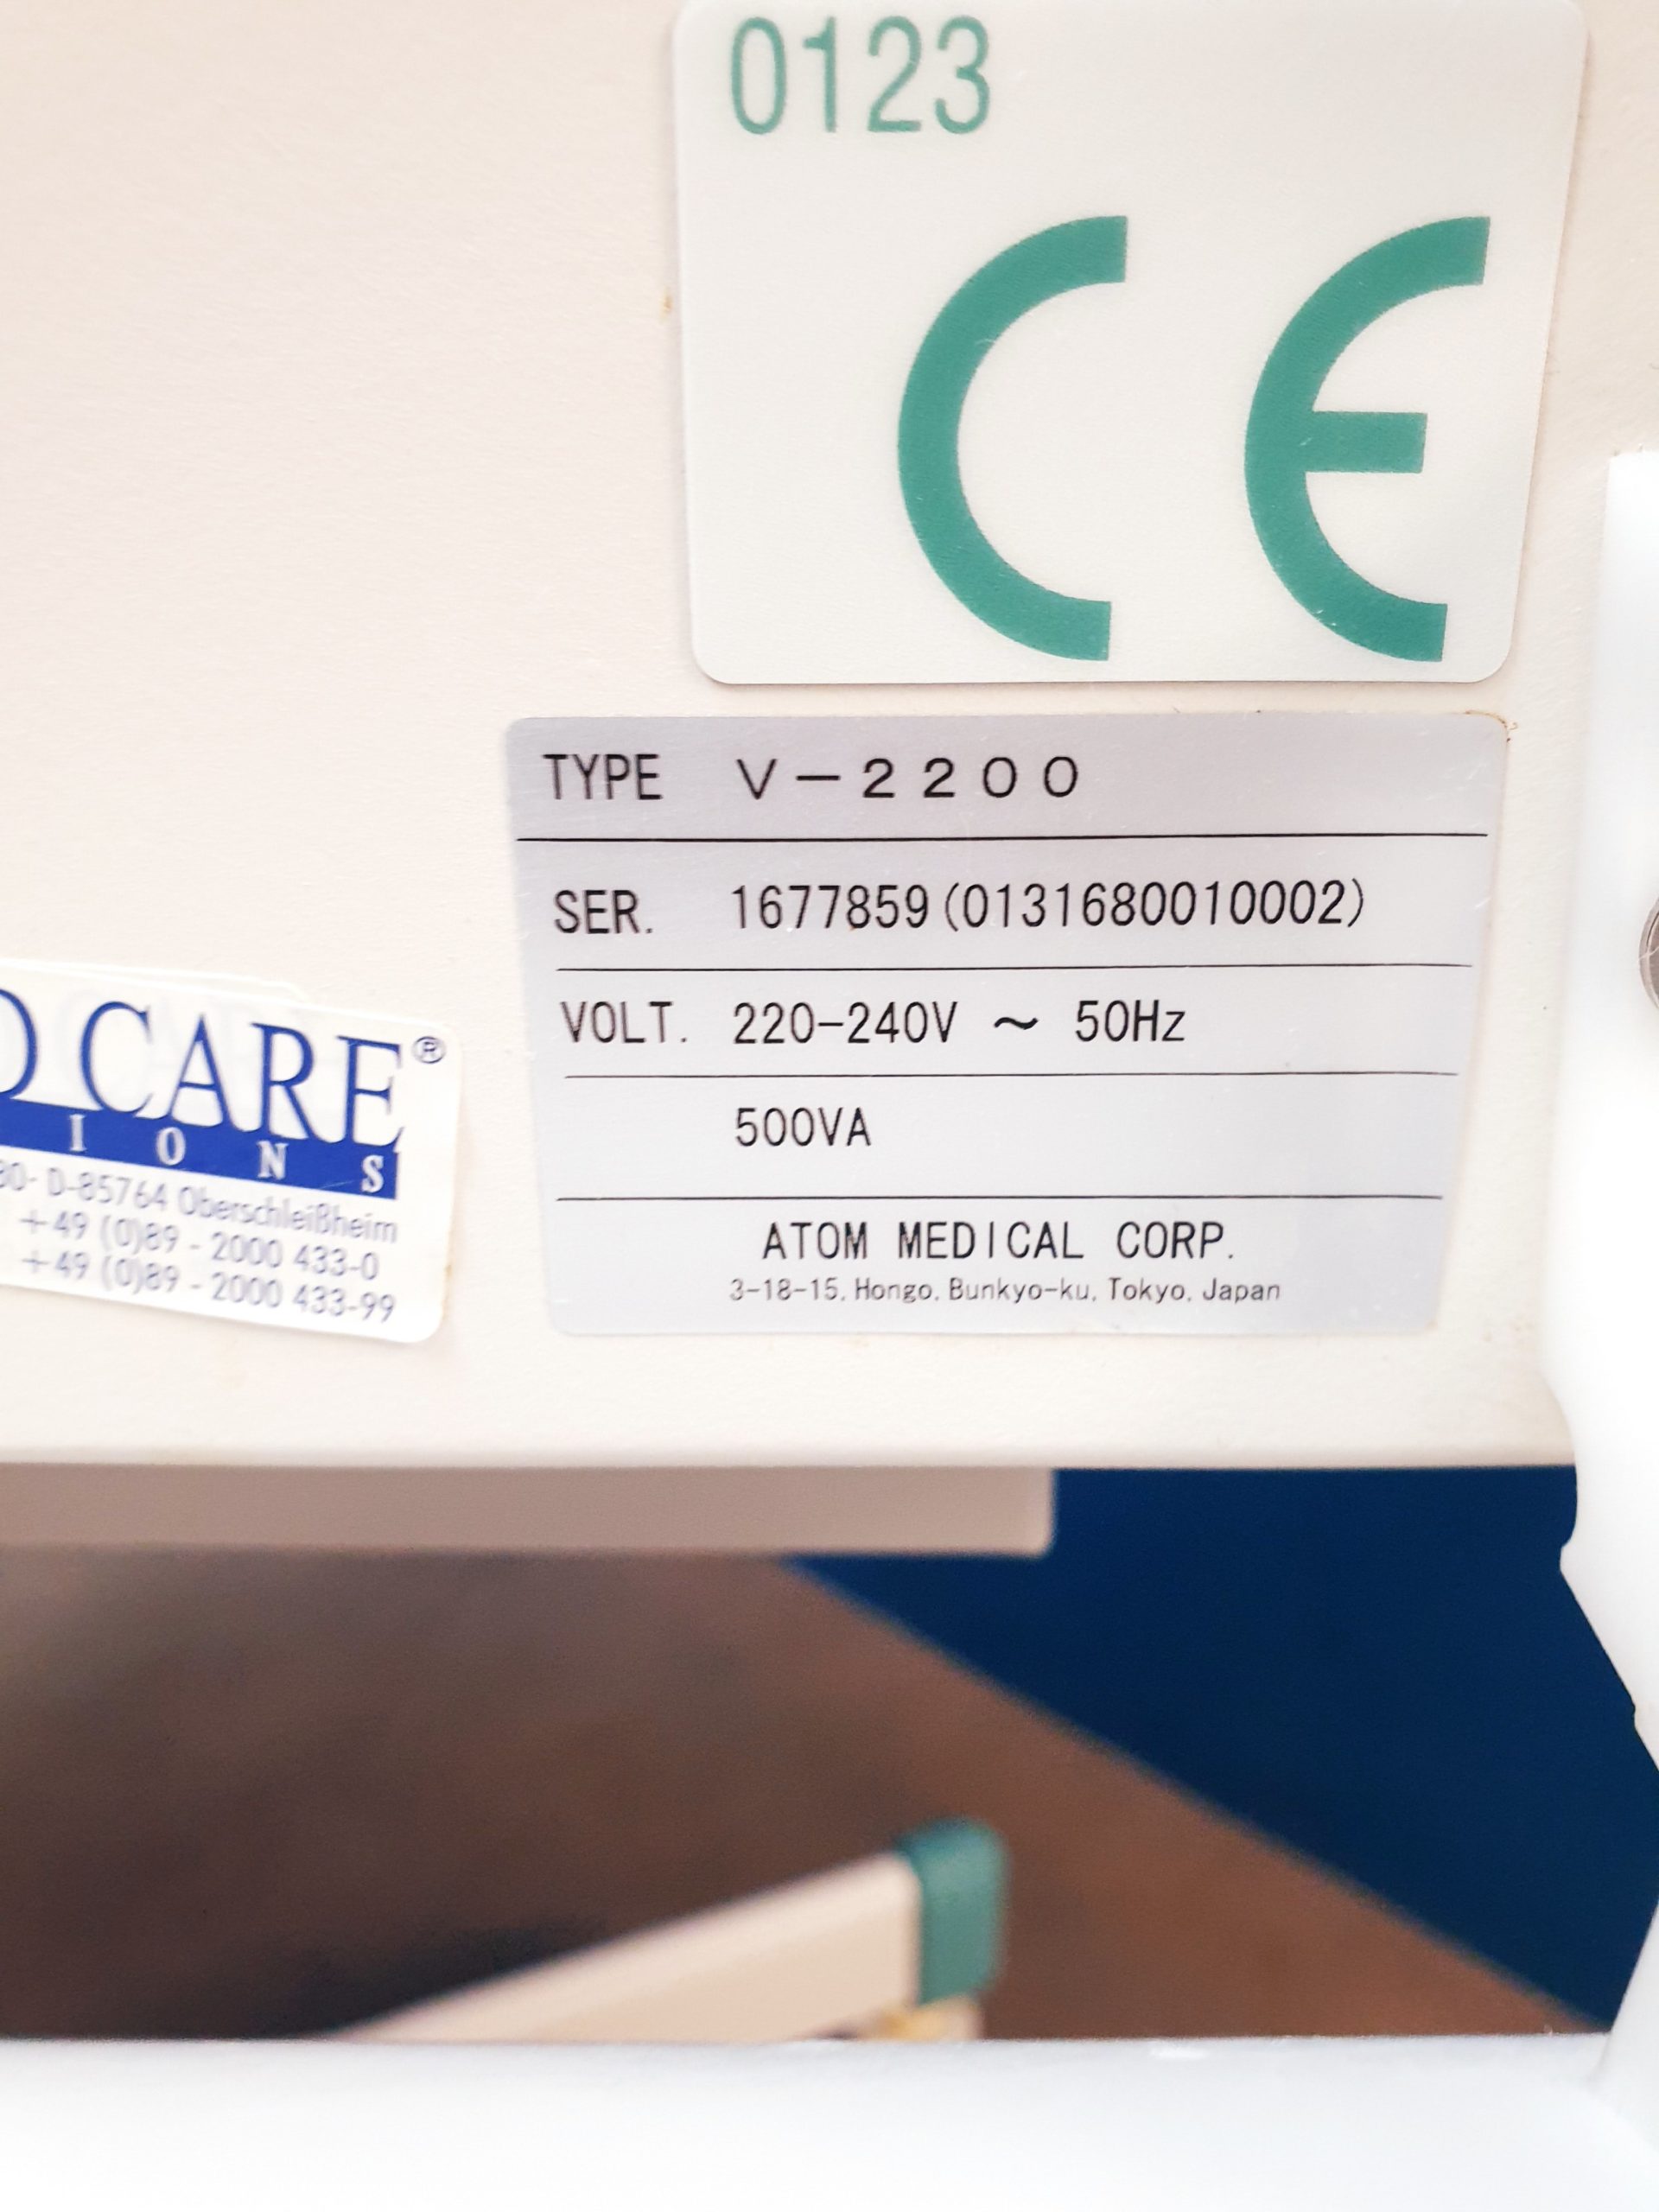 0123
CE
TYPE V-2200
SER. 1677859(0131680010002)
VOLT. 220-240V ~ 50Hz
500VA
ATOM MEDICAL CORP.
3-18-15, Hongo, Bunkyo-ku, Tokyo, Japan
CARE®
IONS
D-85764 Oberschleißheim
+49 (0)89 - 2000 433-0
+49 (0)89 - 2000 433-99